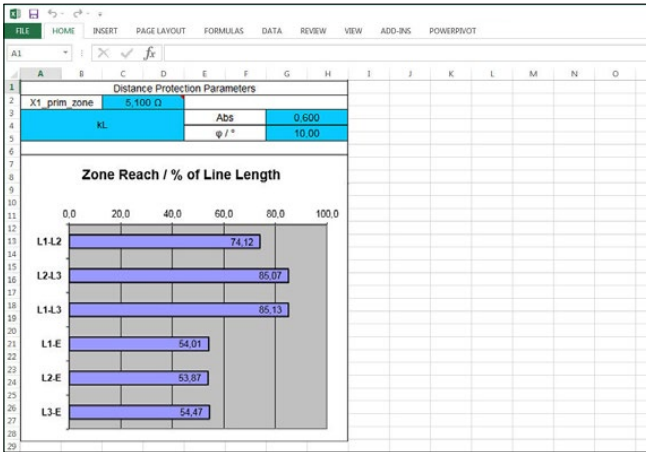 FILE HOME INSERT PAGE LAYOUT FORMULAS DATA REVIEW VIEW ADD-INS POWERPIVOT
A1 fx
A B C D E F G H I J K L M N O
1 Distance Protection Parameters
2 X1_prim_zone 5,100 Ω
3 kL Abs 0,600
4 φ / ° 10,00
5
6
7
8 Zone Reach / % of Line Length
9
10
11 0,0 20,0 40,0 60,0 80,0 100,0
12
13 L1-L2 74,12
14
15
16 L2-L3 85,07
17
18 L1-L3 85,13
19
20
21 L1-E 54,01
22
23 L2-E 53,87
24
25
26 L3-E 54,47
27
28
29